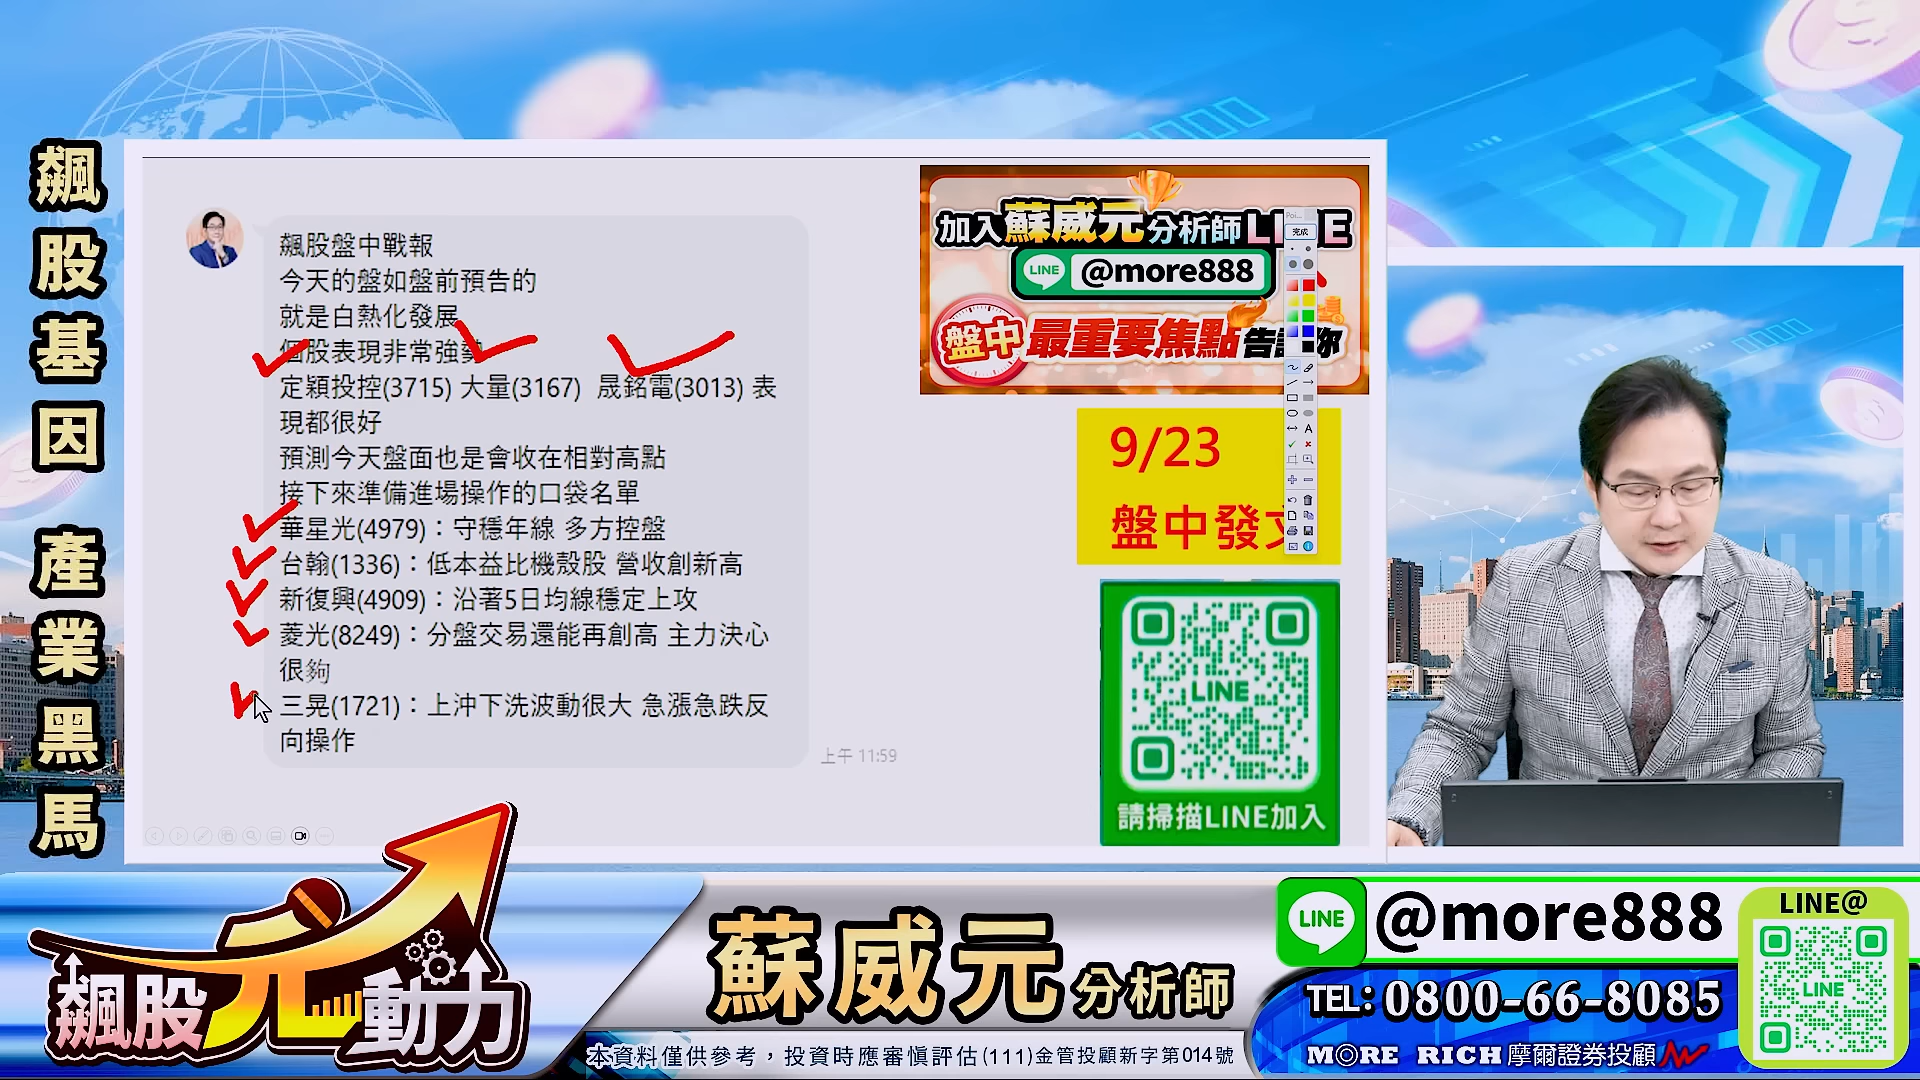 飆股基因 產業黑馬
飆股盤中戰報
今天的盤如盤前預告的
就是白熱化發展
個股表現非常強勢
定穎投控(3715) 大量(3167) 晟銘電(3013) 表
現都很好
預測今天盤面也是會收在相對高點
接下來準備進場操作的口袋名單
華星光(4979)：守穩年線 多方控盤
台翰(1336)：低本益比機殼股 營收創新高
新復興(4909)：沿著5日均線穩定上攻
菱光(8249)：分盤交易還能再創高 主力決心
很夠
三晃(1721)：上沖下洗波動很大 急漲急跌反
向操作
上午 11:59
加入蘇威元分析師LINE
LINE @more888
盤中最重要焦點告訴你
完成
9/23
盤中發文
LINE
請掃描LINE加入
飆股元動力
蘇威元分析師
本資料僅供參考，投資時應審慎評估(111)金管投顧新字第014號
LINE @more888
TEL:0800-66-8085
MORE RICH 摩爾證券投顧
LINE@
LINE